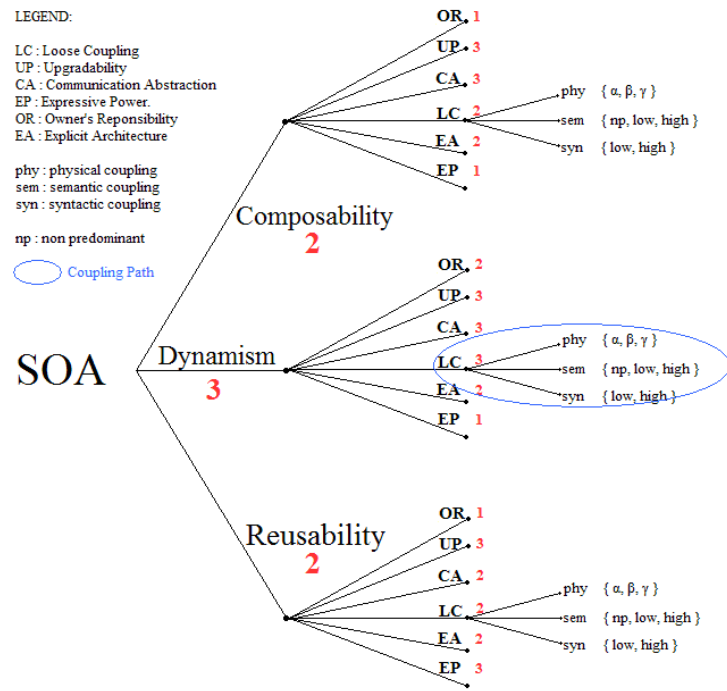 LEGEND:
LC : Loose Coupling
UP : Upgradability
CA : Communication Abstraction
EP : Expressive Power.
OR : Owner's Reponsibility
EA : Explicit Architecture
phy : physical coupling
sem : semantic coupling
syn : syntactic coupling
np : non predominant
Coupling Path
SOA
Composability
2
OR 1
UP 3
CA 3
LC 2
EA 2
EP 1
phy { α, β, γ }
sem { np, low, high }
syn { low, high }
Dynamism
3
OR 2
UP 3
CA 3
LC 3
EA 2
EP 1
phy { α, β, γ }
sem { np, low, high }
syn { low, high }
Reusability
2
OR 1
UP 3
CA 2
LC 2
EA 2
EP 3
phy { α, β, γ }
sem { np, low, high }
syn { low, high }